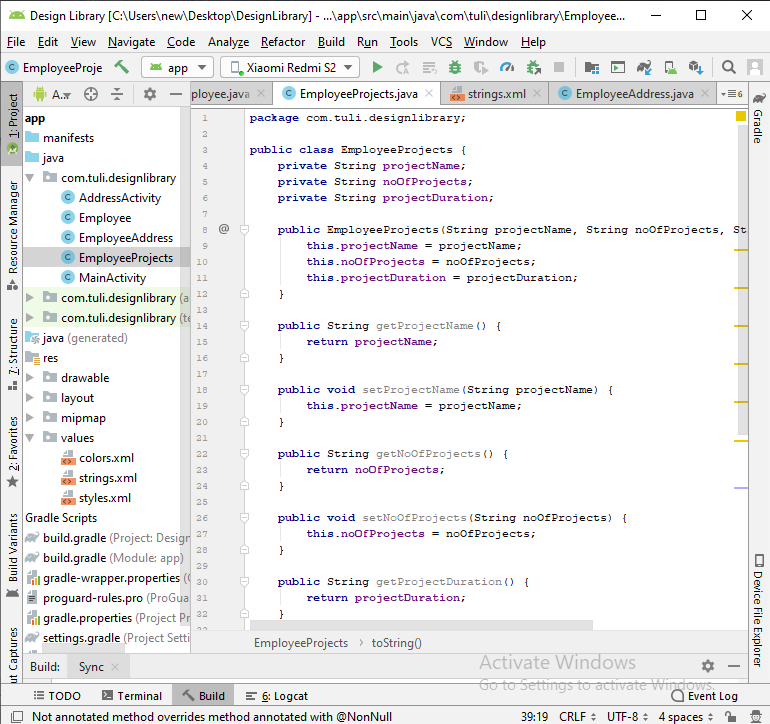 Design Library [C:\Users\new\Desktop\DesignLibrary] - ...\app\src\main\java\com\tuli\designlibrary\Employee...
File Edit View Navigate Code Analyze Refactor Build Run Tools VCS Window Help
EmployeeProje app Xiaomi Redmi S2
1: Project
Resource Manager
7: Structure
2: Favorites
Build Variants
ut Captures
A..
ployee.java EmployeeProjects.java strings.xml EmployeeAddress.java 6
app
manifests
java
com.tuli.designlibrary
AddressActivity
Employee
EmployeeAddress
EmployeeProjects
MainActivity
com.tuli.designlibrary (a
com.tuli.designlibrary (te
java (generated)
res
drawable
layout
mipmap
values
colors.xml
strings.xml
styles.xml
Gradle Scripts
build.gradle (Project: Design
build.gradle (Module: app)
gradle-wrapper.properties (G
proguard-rules.pro (ProGua
gradle.properties (Project Pr
settings.gradle (Project Setti
1 package com.tuli.designlibrary;
2
3 public class EmployeeProjects {
4 private String projectName;
5 private String noOfProjects;
6 private String projectDuration;
7
8 @ public EmployeeProjects(String projectName, String noOfProjects, St
9 this.projectName = projectName;
10 this.noOfProjects = noOfProjects;
11 this.projectDuration = projectDuration;
12 }
13
14 public String getProjectName() {
15 return projectName;
16 }
17
18 public void setProjectName(String projectName) {
19 this.projectName = projectName;
20 }
21
22 public String getNoOfProjects() {
23 return noOfProjects;
24 }
25
26 public void setNoOfProjects(String noOfProjects) {
27 this.noOfProjects = noOfProjects;
28 }
29
30 public String getProjectDuration() {
31 return projectDuration;
32 }
33
EmployeeProjects > toString()
Gradle
Device File Explorer
Build: Sync
Activate Windows
Go to Settings to activate Windows.
TODO Terminal Build 6: Logcat Event Log
Not annotated method overrides method annotated with @NonNull 39:19 CRLF UTF-8 4 spaces